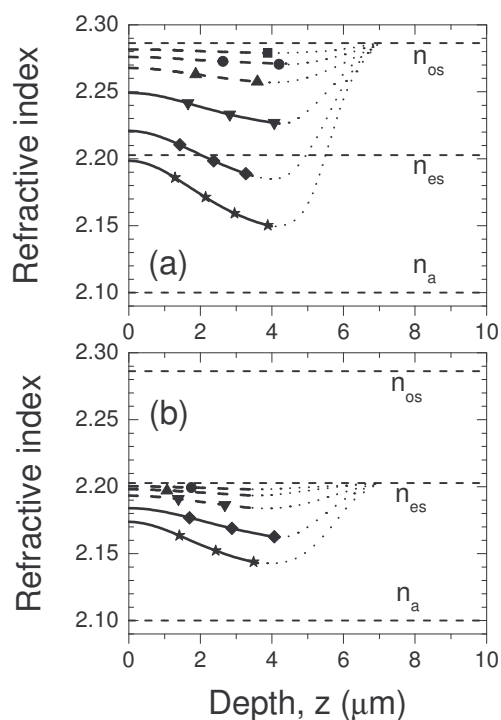 2.30
n_os
2.25
2.20
n_es
2.15
(a)
n_a
2.10
0 2 4 6 8 10
Refractive index
2.30
n_os
(b)
2.25
2.20
n_es
2.15
n_a
2.10
0 2 4 6 8 10
Refractive index
Depth, z (μm)